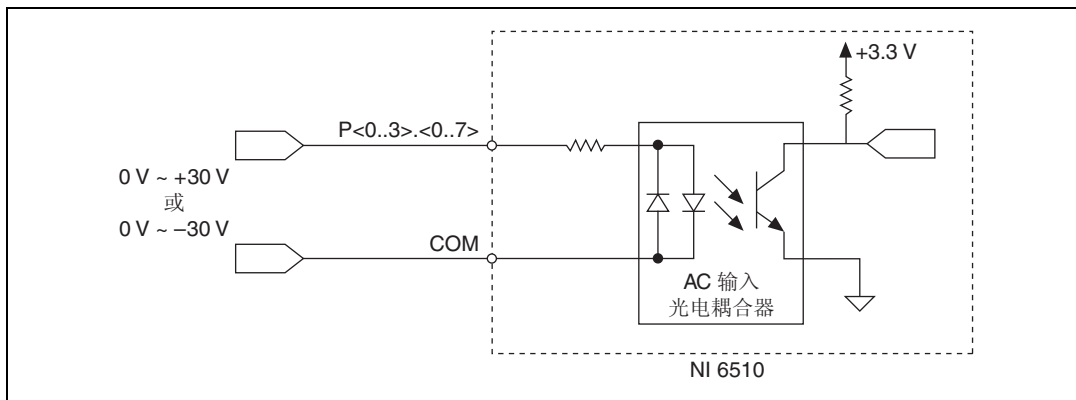 +3.3 V
P<0..3>.<0..7>
0 V ~ +30 V
或
0 V ~ –30 V
COM
AC 输入
光电耦合器
NI 6510